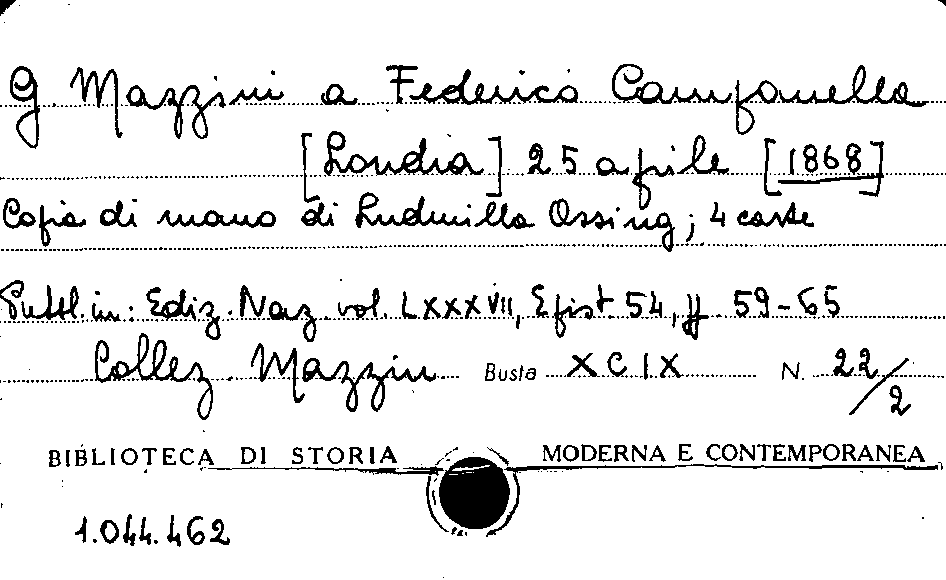 G. Mazzini a Federico Campanella
[Londra] 25 aprile [1868]
Copia di mano di Ludmilla Assing; 4 carte
Pubbl. in: Ediz. Naz. vol. LXXXVII, Epist. 54, pp. 59-65
Collez. Mazzini Busta XCIX N. 22/2
BIBLIOTECA DI STORIA MODERNA E CONTEMPORANEA
1.044.462